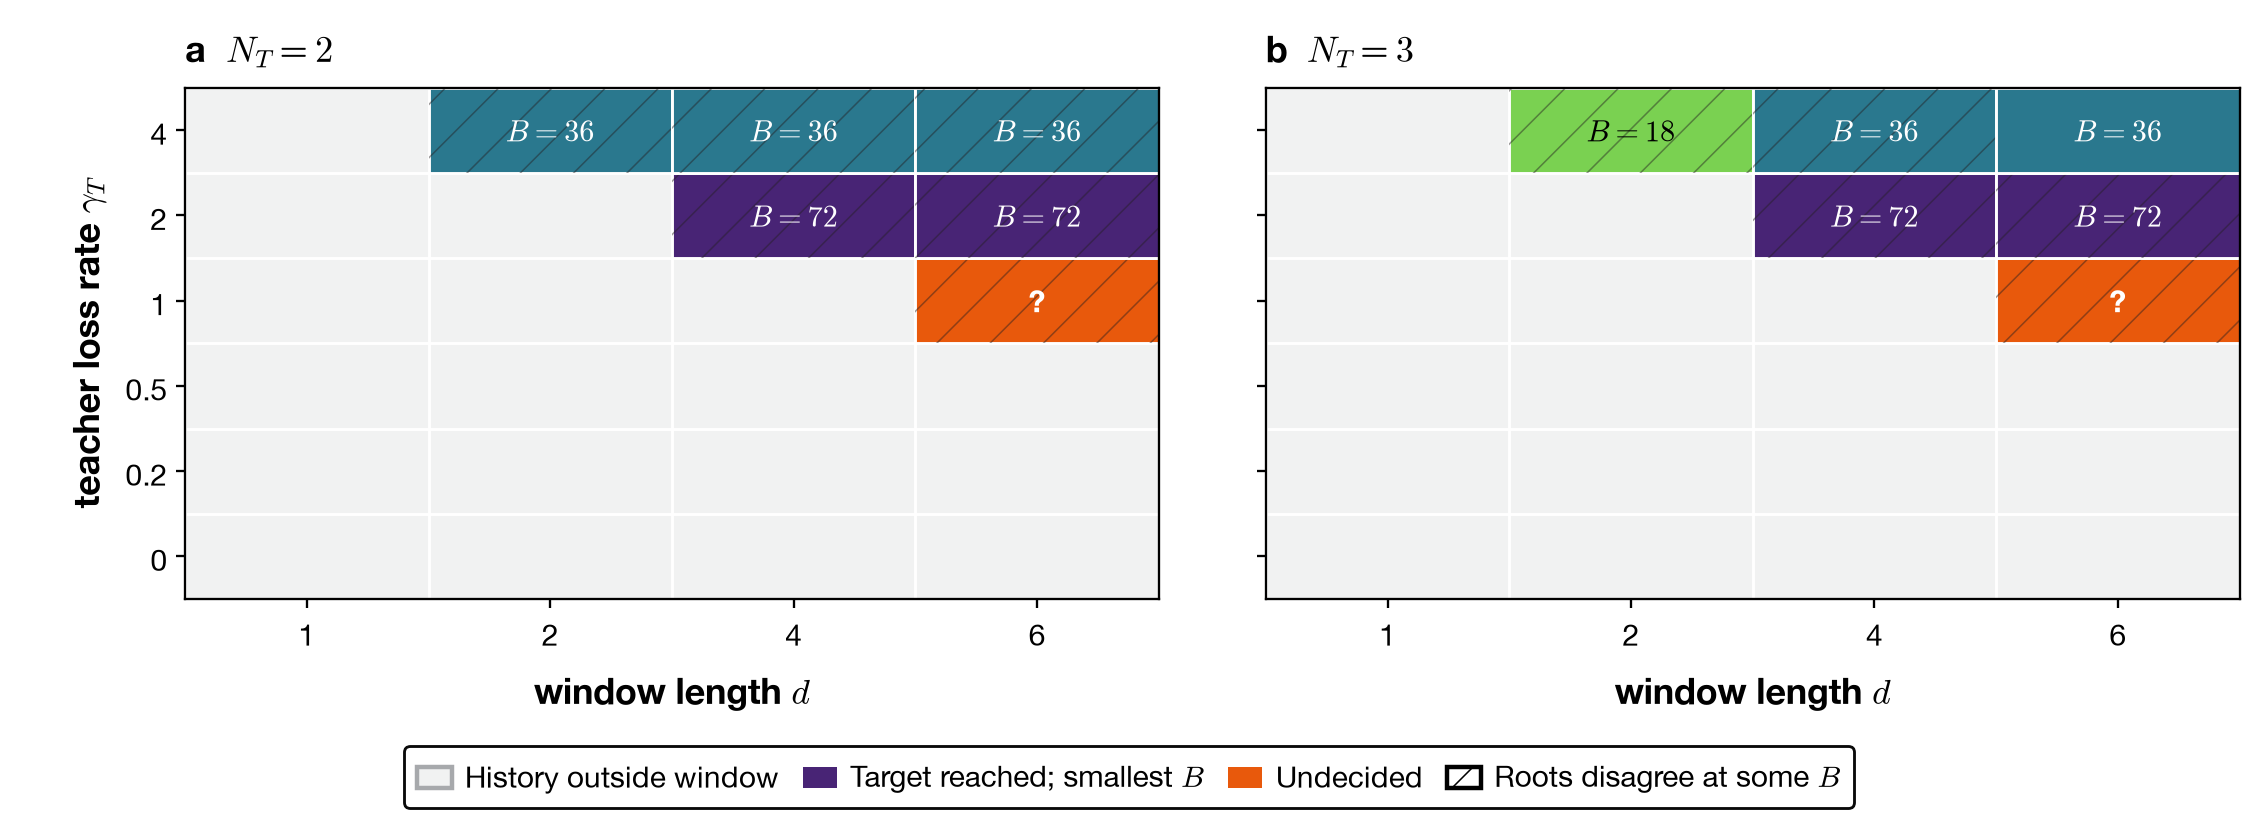 a N_T = 2
b N_T = 3
teacher loss rate γ_T
4
2
1
0.5
0.2
0
B = 36
B = 36
B = 36
B = 72
B = 72
?
B = 18
B = 36
B = 36
B = 72
B = 72
?
1 2 4 6
1 2 4 6
window length d
window length d
History outside window
Target reached; smallest B
Undecided
Roots disagree at some B